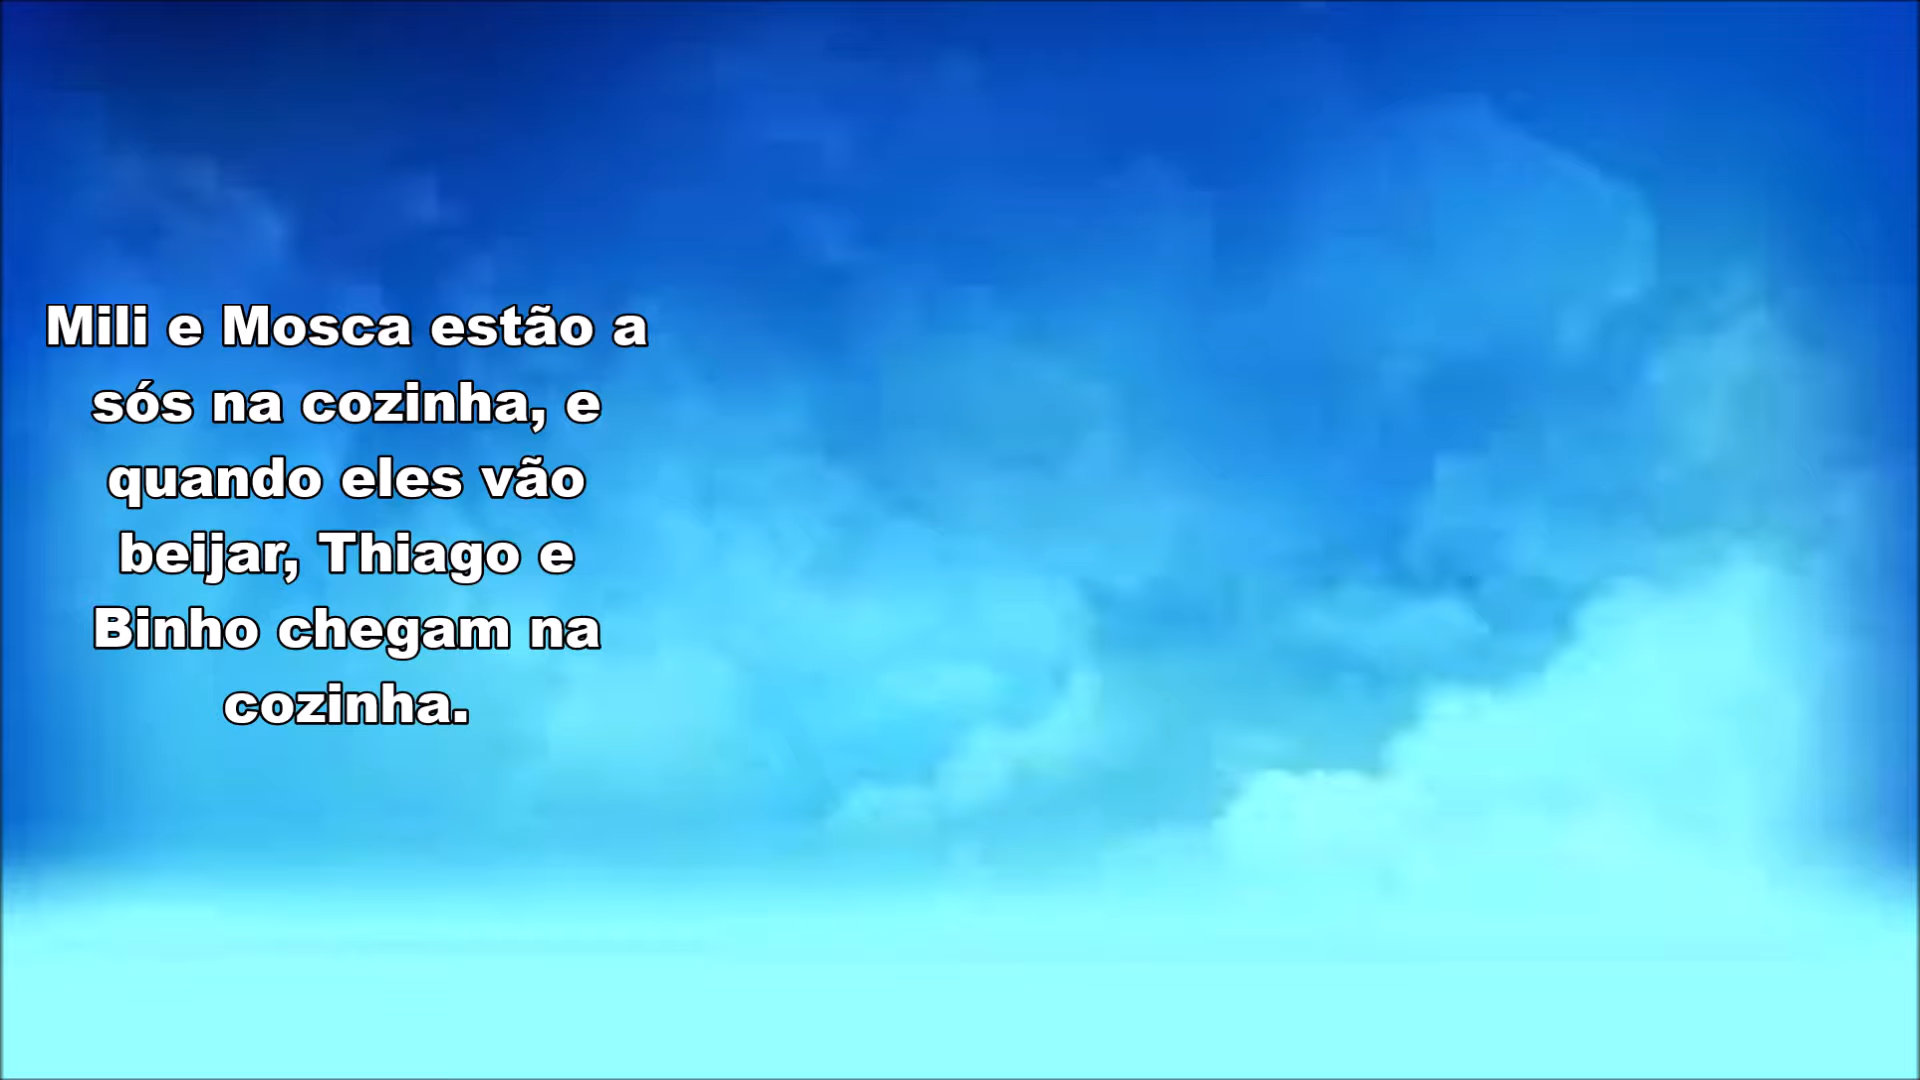 Mili e Mosca estão a
sós na cozinha, e
quando eles vão
beijar, Thiago e
Binho chegam na
cozinha.